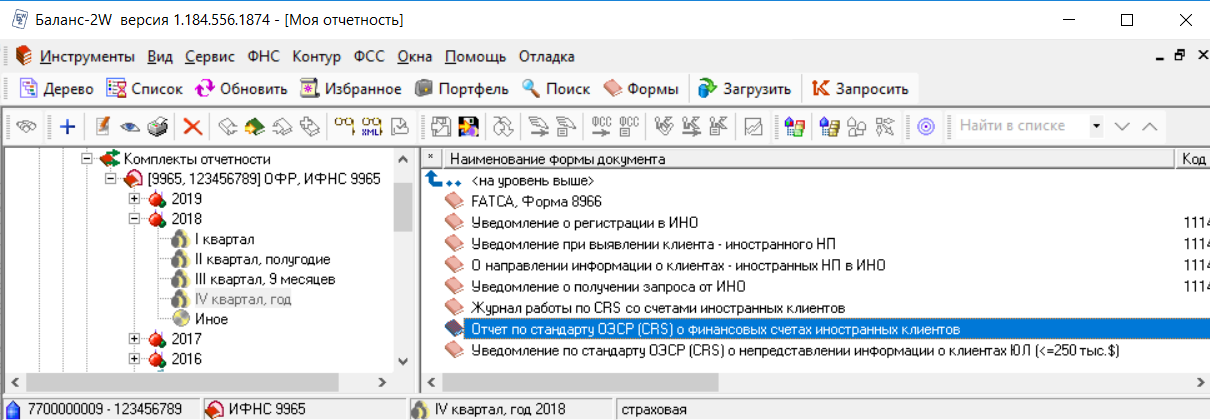 Баланс-2W версия 1.184.556.1874 - [Моя отчетность]
Инструменты Вид Сервис ФНС Контур ФСС Окна Помощь Отладка
Дерево Список Обновить Избранное Портфель Поиск Формы Загрузить Запросить
Найти в списке
Комплекты отчетности
[9965, 123456789] ОФР, ИФНС 9965
2019
2018
I квартал
II квартал, полугодие
III квартал, 9 месяцев
IV квартал, год
Иное
2017
2016
* Наименование формы документа Код
<на уровень выше>
FATCA, Форма 8966
Уведомление о регистрации в ИНО 1114
Уведомление при выявлении клиента - иностранного НП 1114
О направлении информации о клиентах - иностранных НП в ИНО 1114
Уведомление о получении запроса от ИНО 1114
Журнал работы по CRS со счетами иностранных клиентов
Отчет по стандарту ОЭСР (CRS) о финансовых счетах иностранных клиентов
Уведомление по стандарту ОЭСР (CRS) о непредставлении информации о клиентах ЮЛ (<=250 тыс.$)
7700000009 - 123456789 ИФНС 9965 IV квартал, год 2018 страховая